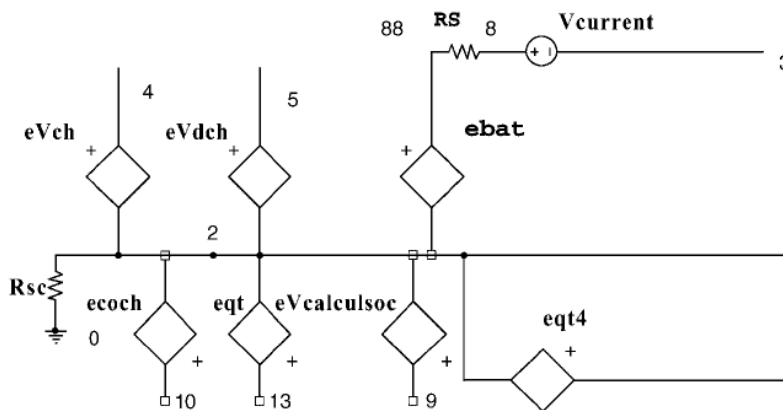 88 RS 8 Vcurrent
3
4
5
eVch + eVdch + + ebat
2
Rsc ecoch eqt eVcalculsoc eqt4
0
+ + + +
10 13 9